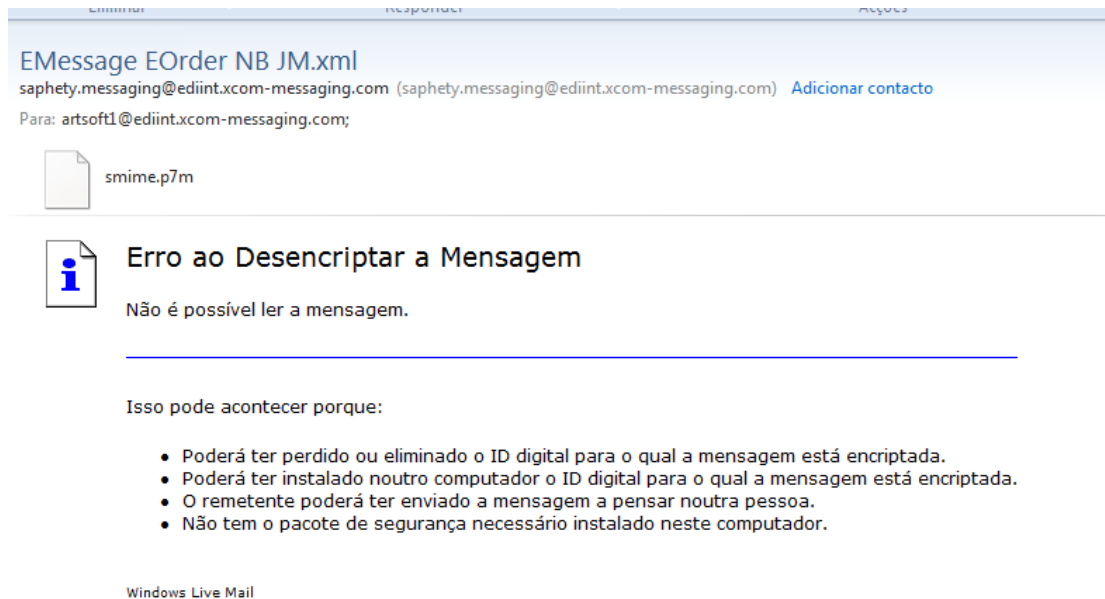 Eliminar Responder Acções
EMessage EOrder NB JM.xml
saphety.messaging@ediint.xcom-messaging.com (saphety.messaging@ediint.xcom-messaging.com) Adicionar contacto
Para: artsoft1@ediint.xcom-messaging.com;
smime.p7m
Erro ao Desencriptar a Mensagem
Não é possível ler a mensagem.
Isso pode acontecer porque:
• Poderá ter perdido ou eliminado o ID digital para o qual a mensagem está encriptada.
• Poderá ter instalado noutro computador o ID digital para o qual a mensagem está encriptada.
• O remetente poderá ter enviado a mensagem a pensar noutra pessoa.
• Não tem o pacote de segurança necessário instalado neste computador.
Windows Live Mail